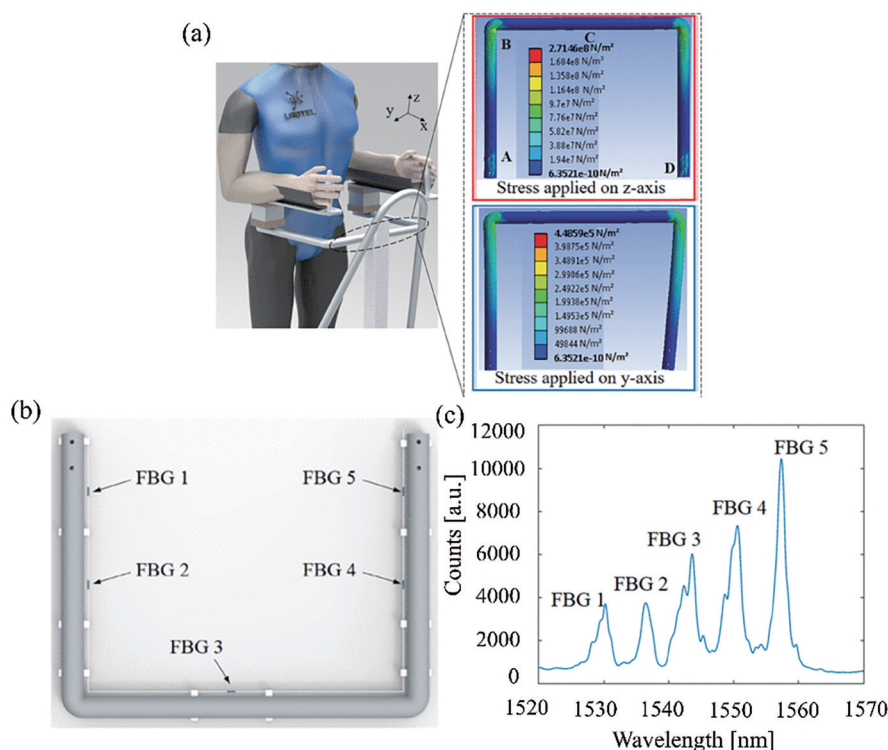 (a)
LABTEL
z
y
x
B
C
A
D
2.7146e8 N/m²
1.604e8 N/m²
1.358e8 N/m²
1.164e8 N/m²
9.7e7 N/m²
7.76e7 N/m²
5.82e7 N/m²
3.88e7 N/m²
1.94e7 N/m²
6.3521e-10 N/m²
Stress applied on z-axis
4.4859e5 N/m²
3.9875e5 N/m²
3.4891e5 N/m²
2.9906e5 N/m²
2.4922e5 N/m²
1.9938e5 N/m²
1.4953e5 N/m²
99688 N/m²
49844 N/m²
6.3521e-10 N/m²
Stress applied on y-axis
(b)
FBG 1
FBG 5
FBG 2
FBG 4
FBG 3
(c)
12000
10000
8000
6000
4000
2000
0
Counts [a.u.]
FBG 1
FBG 2
FBG 3
FBG 4
FBG 5
1520 1530 1540 1550 1560 1570
Wavelength [nm]